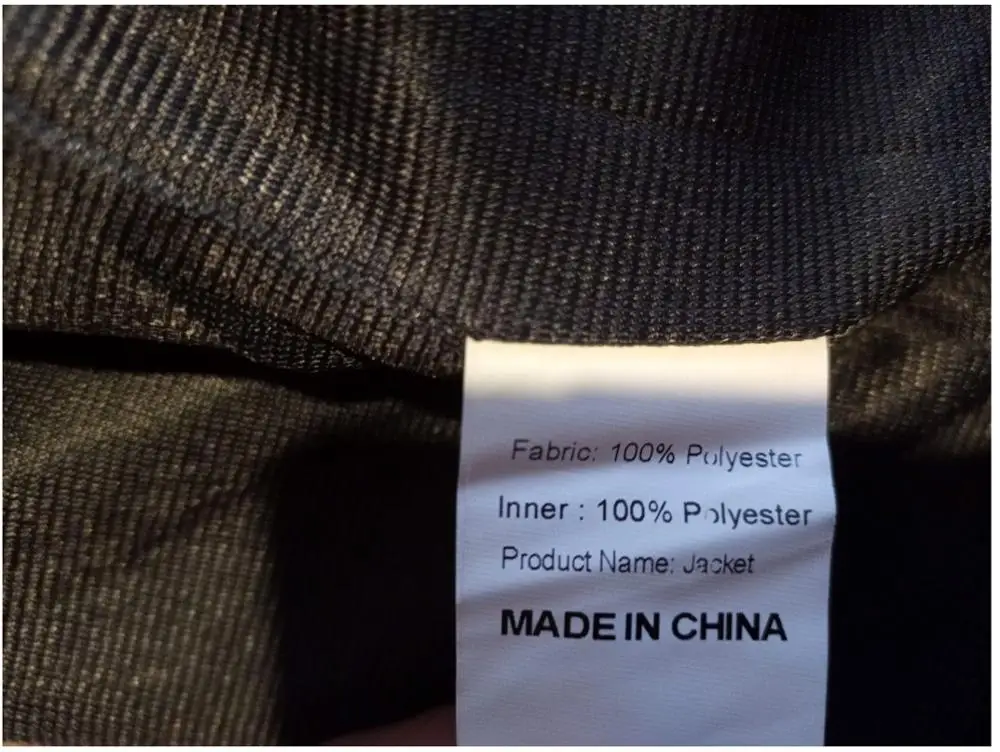 Fabric: 100% Polyester
Inner : 100% Polyester
Product Name: Jacket
MADE IN CHINA